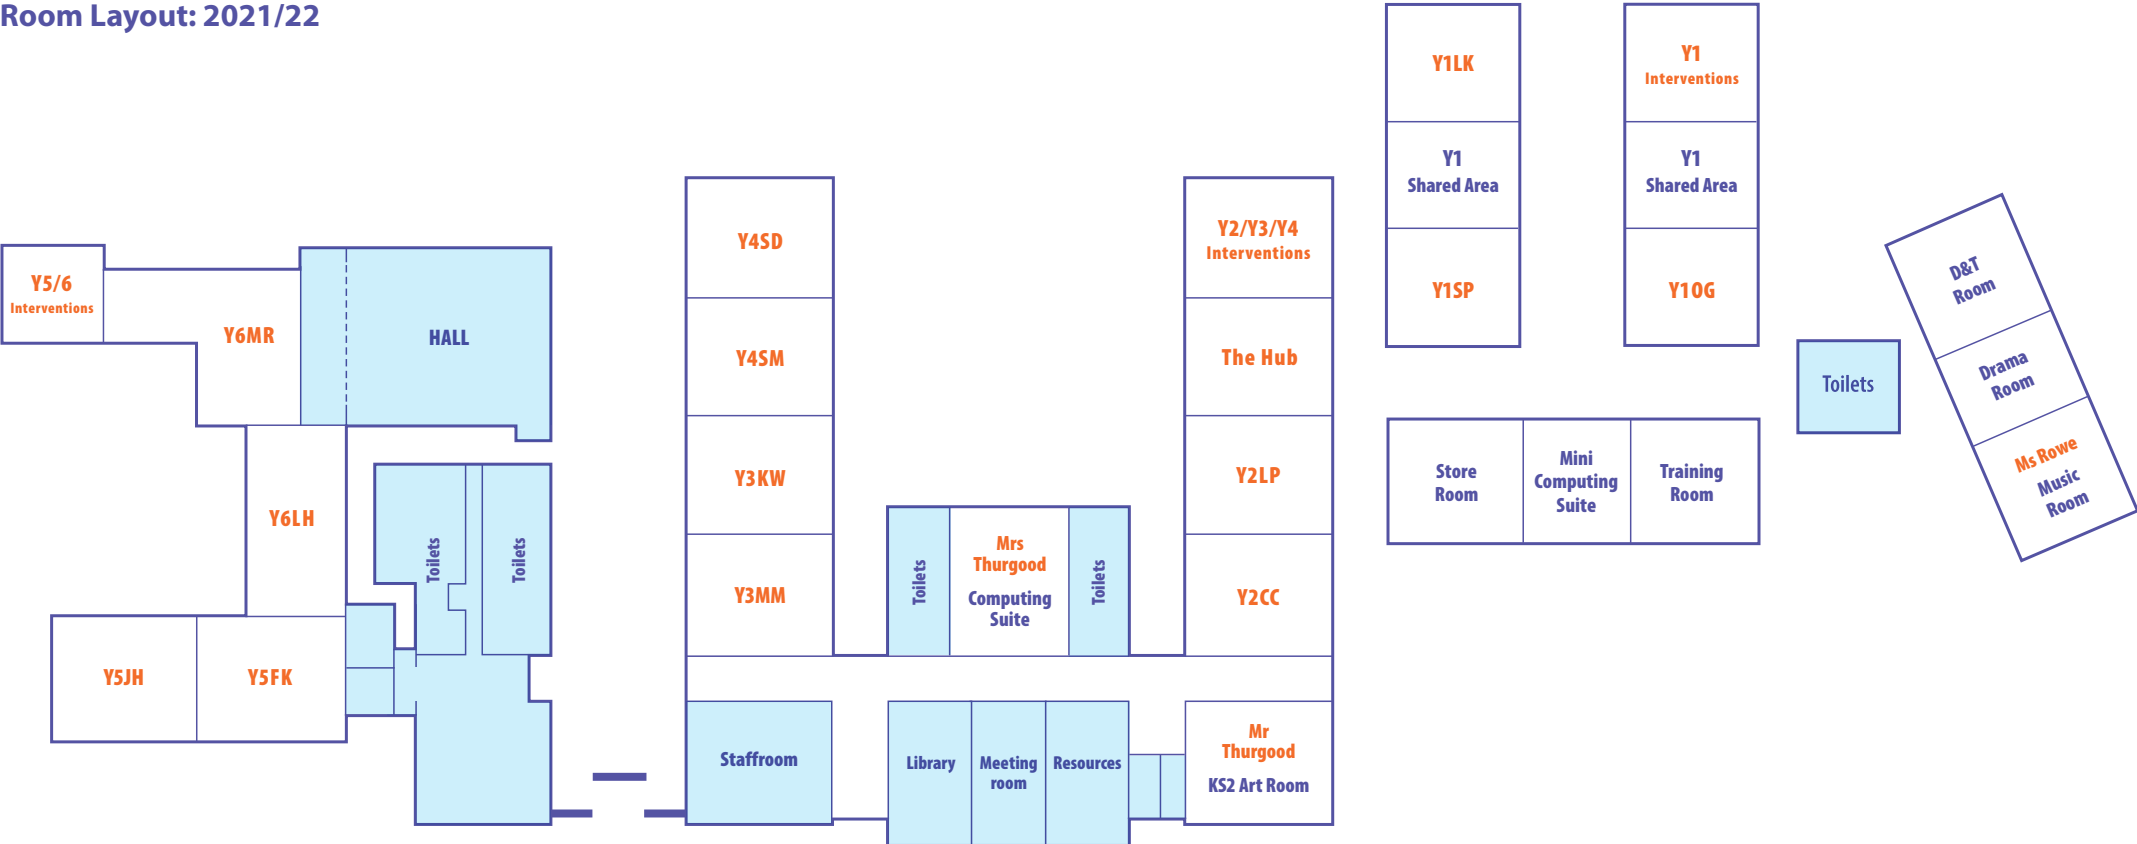 Room Layout: 2021/22
Y5/6
Interventions
Y6MR
HALL
Y6LH
Toilets
Toilets
Y5JH
Y5FK
Y4SD
Y4SM
Y3KW
Y3MM
Staffroom
Toilets
Mrs
Thurgood
Computing
Suite
Toilets
Library
Meeting
room
Resources
Y2/Y3/Y4
Interventions
The Hub
Y2LP
Y2CC
Mr
Thurgood
KS2 Art Room
Y1LK
Y1
Shared Area
Y1SP
Y1
Interventions
Y1
Shared Area
Y1OG
Store
Room
Mini
Computing
Suite
Training
Room
Toilets
D&T
Room
Drama
Room
Ms Rowe
Music
Room